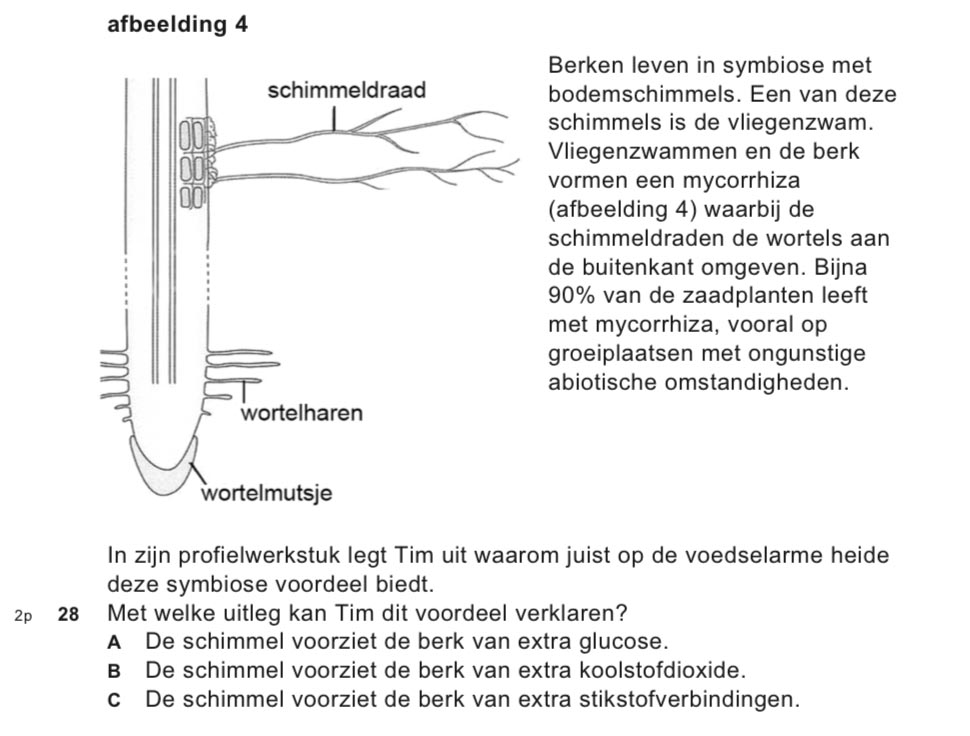 afbeelding 4
schimmeldraad
wortelharen
wortelmutsje
Berken leven in symbiose met
bodemschimmels. Een van deze
schimmels is de vliegenzwam.
Vliegenzwammen en de berk
vormen een mycorrhiza
(afbeelding 4) waarbij de
schimmeldraden de wortels aan
de buitenkant omgeven. Bijna
90% van de zaadplanten leeft
met mycorrhiza, vooral op
groeiplaatsen met ongunstige
abiotische omstandigheden.
In zijn profielwerkstuk legt Tim uit waarom juist op de voedselarme heide
deze symbiose voordeel biedt.
2p 28 Met welke uitleg kan Tim dit voordeel verklaren?
A De schimmel voorziet de berk van extra glucose.
B De schimmel voorziet de berk van extra koolstofdioxide.
C De schimmel voorziet de berk van extra stikstofverbindingen.